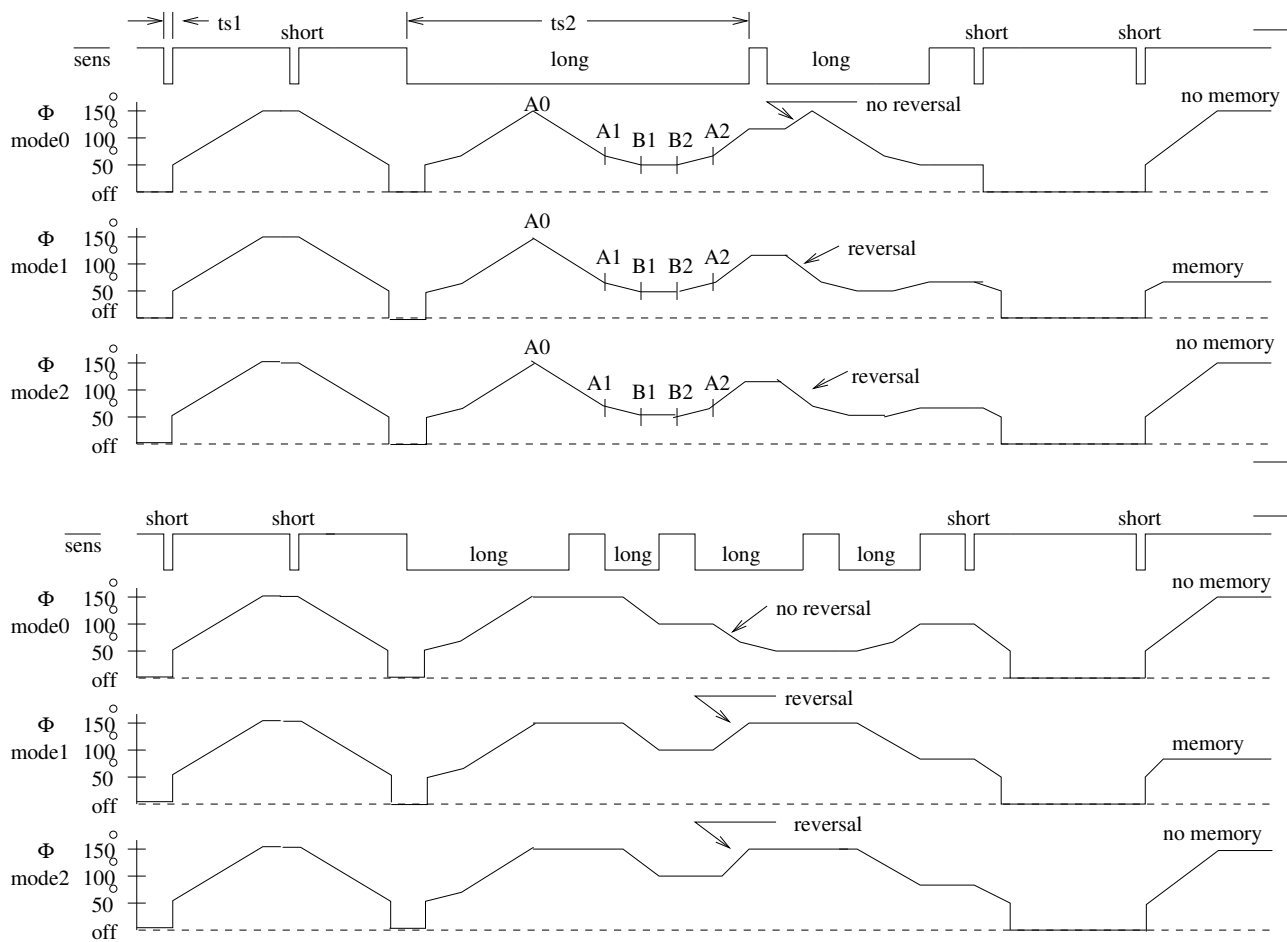 ts1 ts2
short short short
sens long long
Φ 150° A0 no reversal no memory
mode0 100° A1 B1 B2 A2
50°
off
Φ 150° A0 reversal
mode1 100° A1 B1 B2 A2 memory
50°
off
Φ 150° A0 no memory
mode2 100° A1 B1 B2 A2 reversal
50°
off
short short short short
sens long long long long
Φ 150° no reversal no memory
mode0 100°
50°
off
Φ 150° reversal
mode1 100° memory
50°
off
Φ 150° reversal no memory
mode2 100°
50°
off